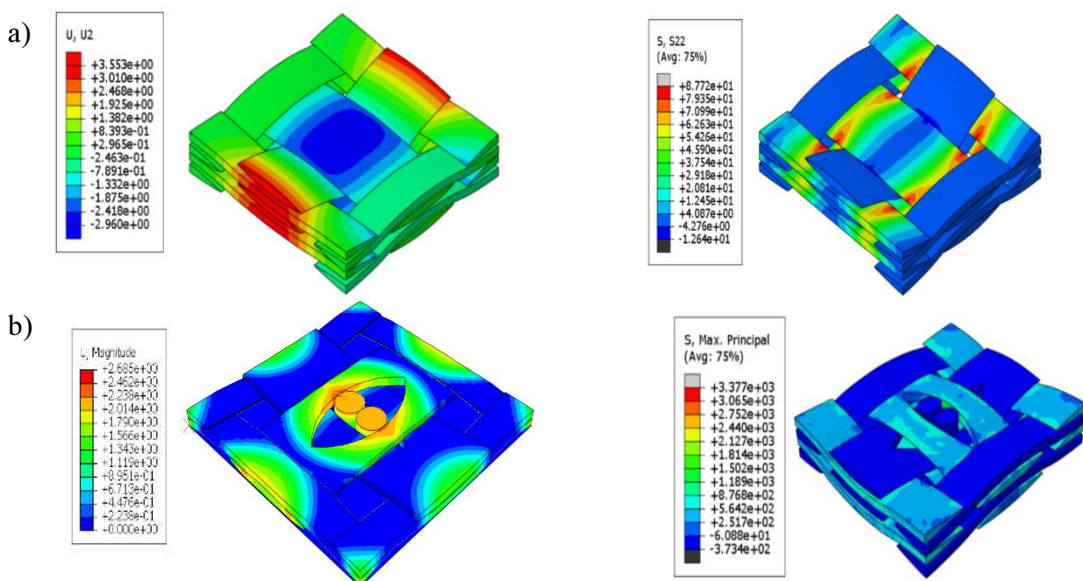 a)
U, U2
+3.553e+00
+3.010e+00
+2.468e+00
+1.925e+00
+1.382e+00
+8.393e-01
+2.965e-01
-2.463e-01
-7.891e-01
-1.332e+00
-1.875e+00
-2.418e+00
-2.960e+00
S, S22
(Avg: 75%)
+8.772e+01
+7.935e+01
+7.099e+01
+6.263e+01
+5.426e+01
+4.590e+01
+3.754e+01
+2.918e+01
+2.081e+01
+1.245e+01
+4.087e+00
-4.276e+00
-1.264e+01
b)
U, Magnitude
+2.685e+00
+2.462e+00
+2.238e+00
+2.014e+00
+1.790e+00
+1.566e+00
+1.343e+00
+1.119e+00
+8.951e-01
+6.713e-01
+4.476e-01
+2.238e-01
+0.000e+00
S, Max. Principal
(Avg: 75%)
+3.377e+03
+3.065e+03
+2.752e+03
+2.440e+03
+2.127e+03
+1.814e+03
+1.502e+03
+1.189e+03
+8.768e+02
+5.642e+02
+2.517e+02
-6.088e+01
-3.734e+02